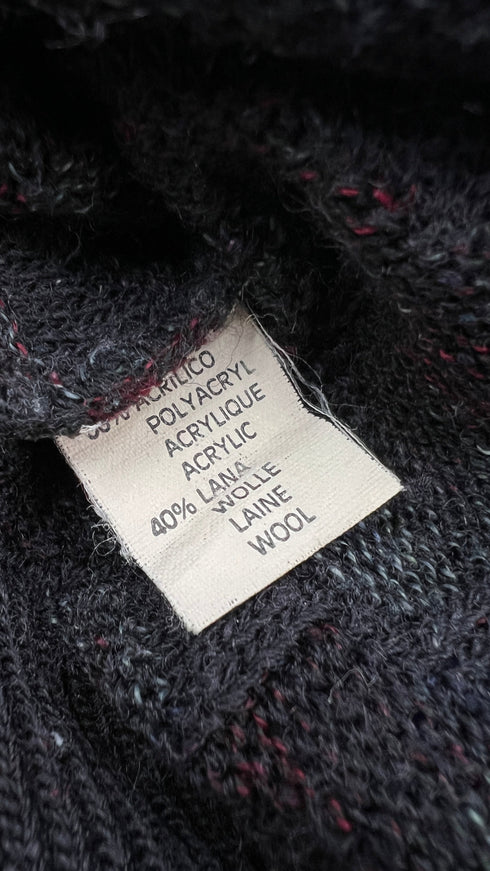 ACRILICO
POLYACRYL
ACRYLIQUE
ACRYLIC
40% LANA
WOLLE
LAINE
WOOL